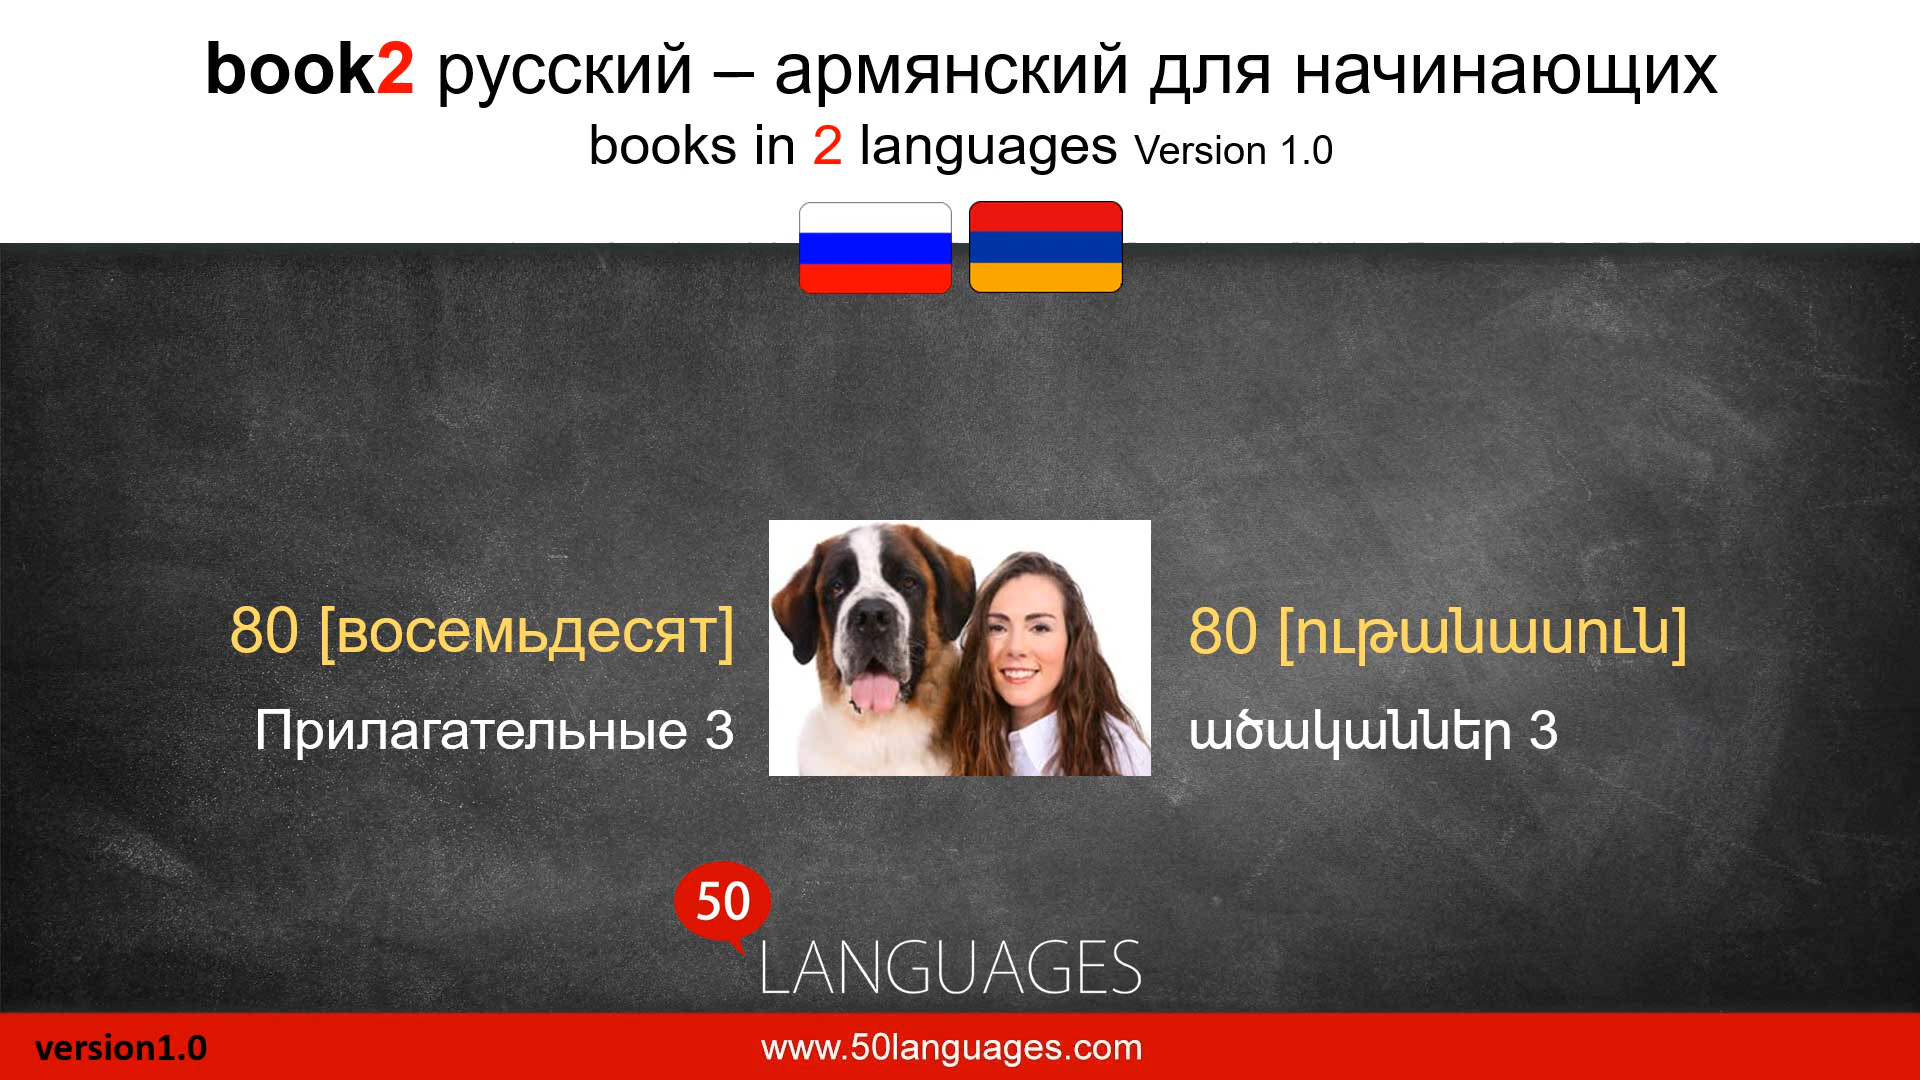 book2 русский – армянский для начинающих
books in 2 languages Version 1.0
80 [восемьдесят]
Прилагательные 3
80 [ութանասուն]
ածականներ 3
50
LANGUAGES
version1.0
www.50languages.com